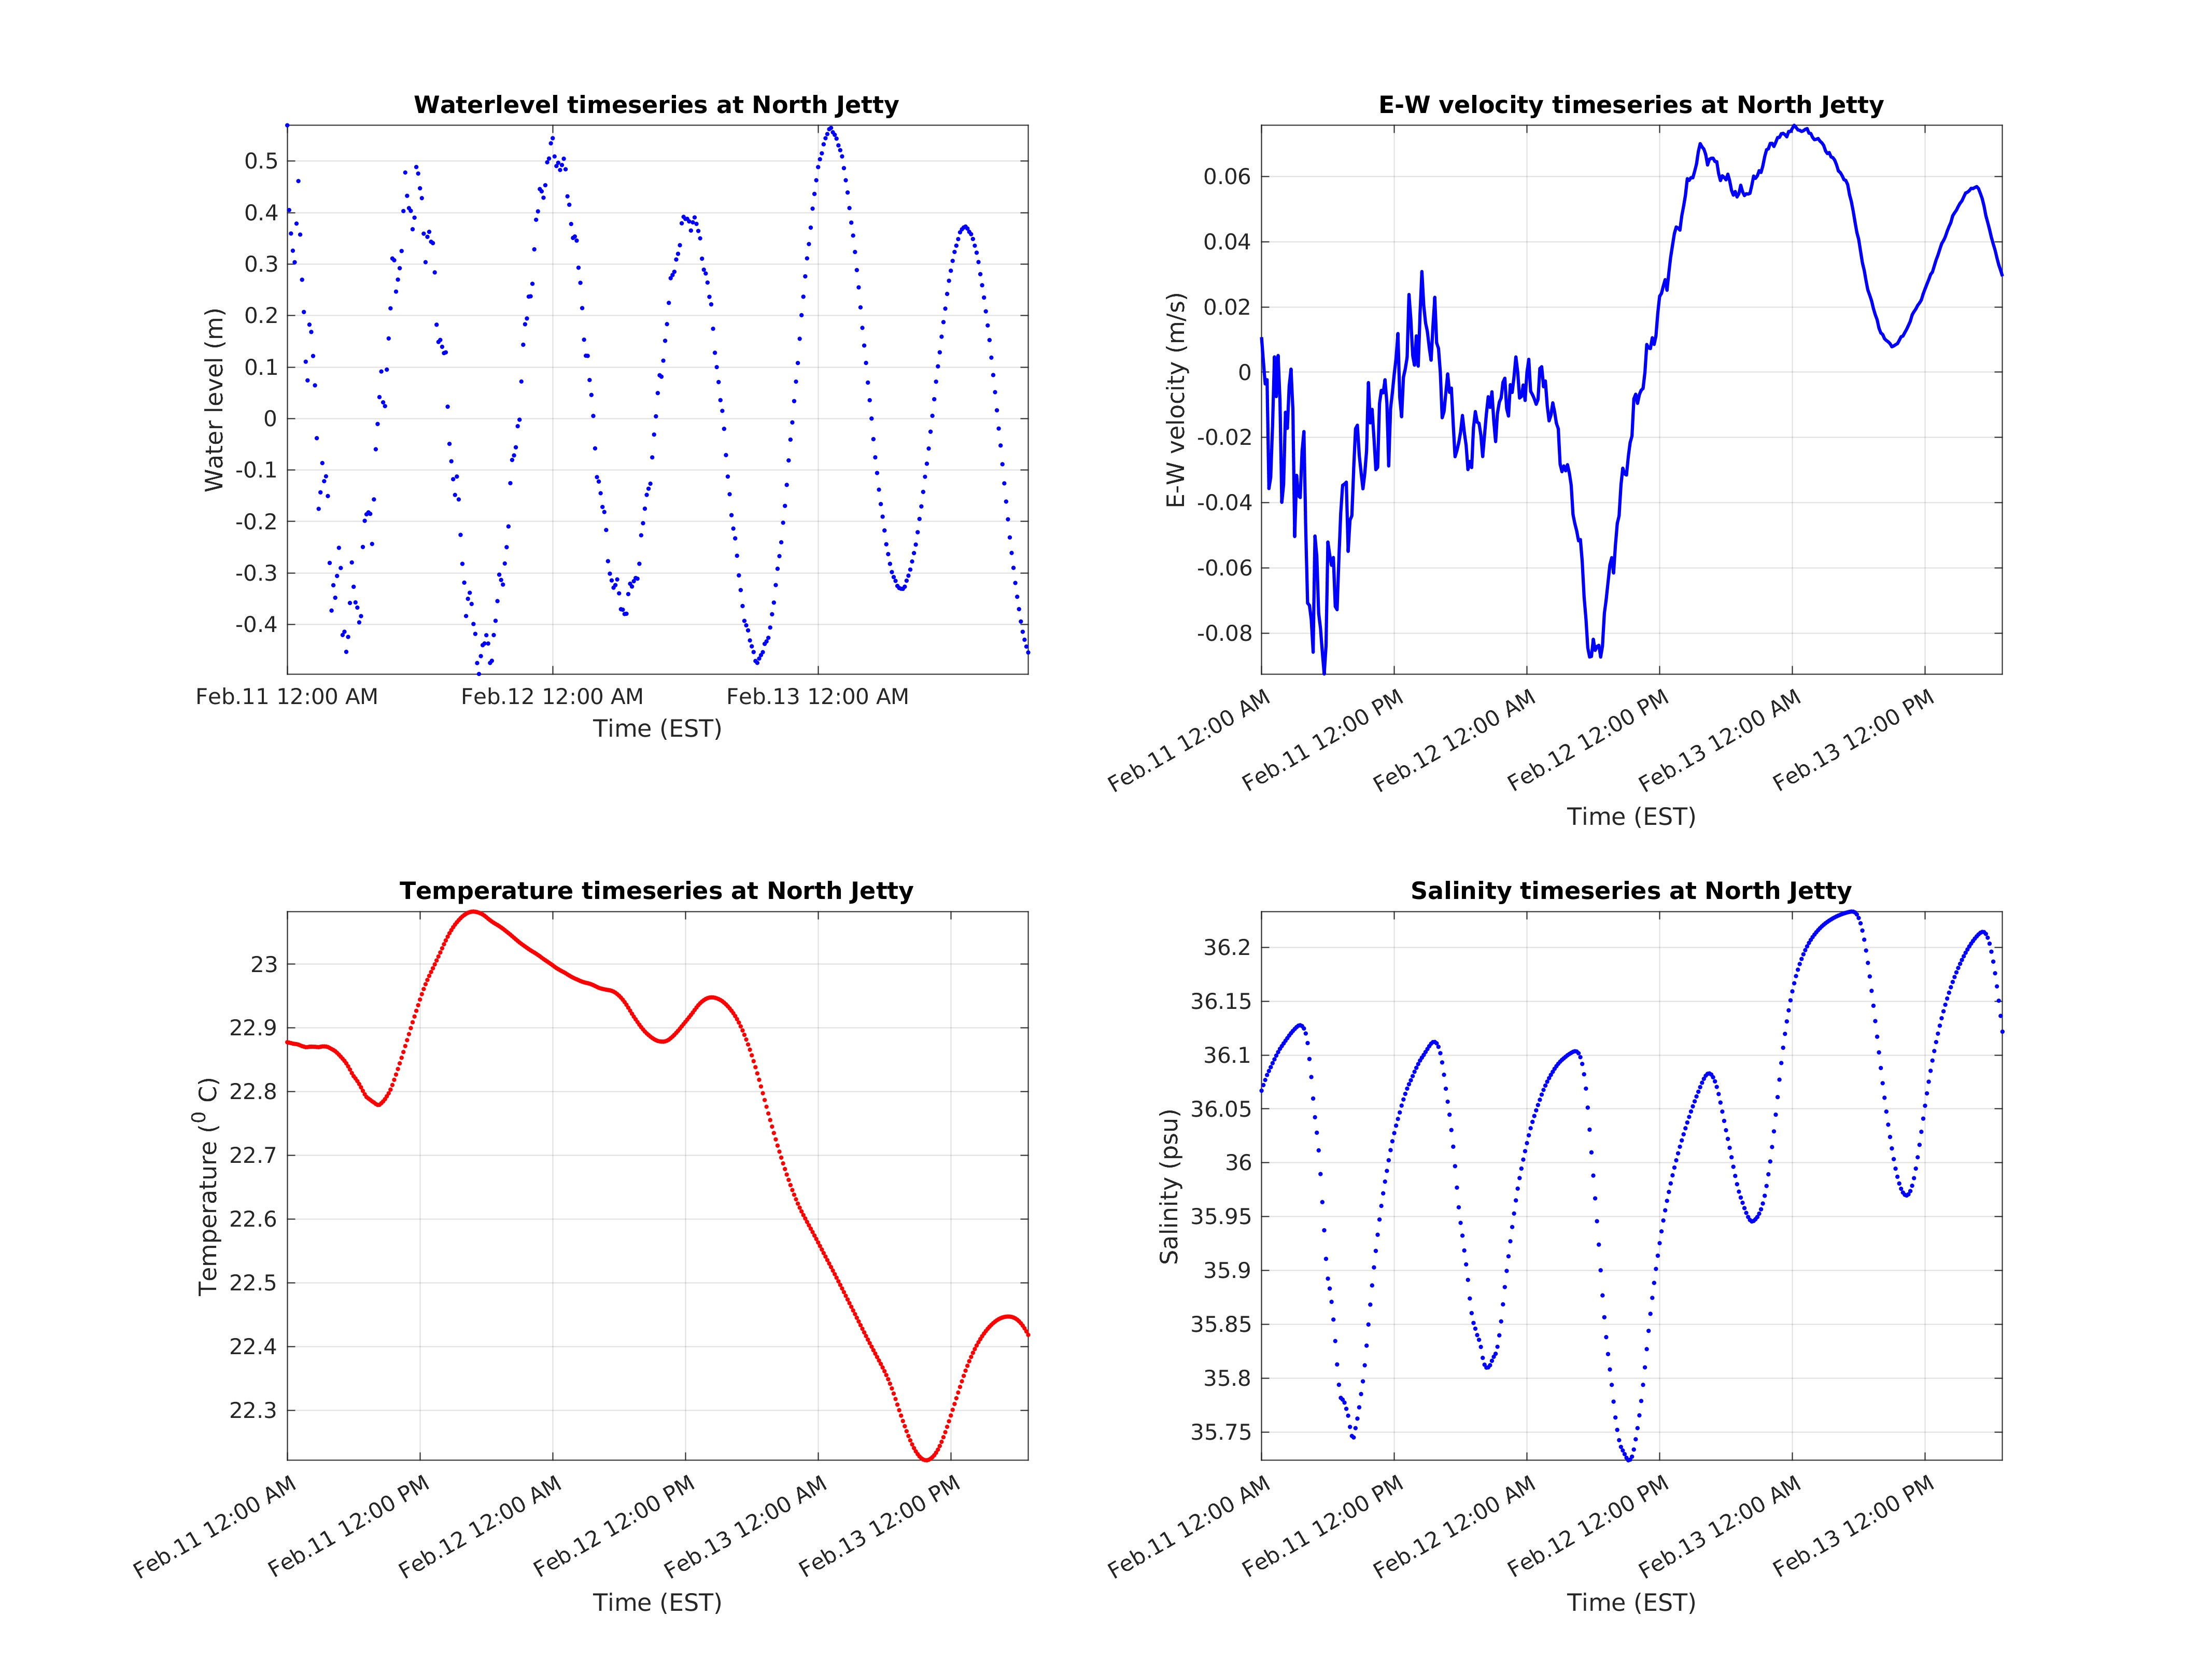 Waterlevel timeseries at North Jetty
Water level (m)
0.5
0.4
0.3
0.2
0.1
0
-0.1
-0.2
-0.3
-0.4
Feb.11 12:00 AM
Feb.12 12:00 AM
Feb.13 12:00 AM
Time (EST)
E-W velocity timeseries at North Jetty
E-W velocity (m/s)
0.06
0.04
0.02
0
-0.02
-0.04
-0.06
-0.08
Feb.11 12:00 AM
Feb.11 12:00 PM
Feb.12 12:00 AM
Feb.12 12:00 PM
Feb.13 12:00 AM
Feb.13 12:00 PM
Time (EST)
Temperature timeseries at North Jetty
Temperature (⁰ C)
23
22.9
22.8
22.7
22.6
22.5
22.4
22.3
Feb.11 12:00 AM
Feb.11 12:00 PM
Feb.12 12:00 AM
Feb.12 12:00 PM
Feb.13 12:00 AM
Feb.13 12:00 PM
Time (EST)
Salinity timeseries at North Jetty
Salinity (psu)
36.2
36.15
36.1
36.05
36
35.95
35.9
35.85
35.8
35.75
Feb.11 12:00 AM
Feb.11 12:00 PM
Feb.12 12:00 AM
Feb.12 12:00 PM
Feb.13 12:00 AM
Feb.13 12:00 PM
Time (EST)